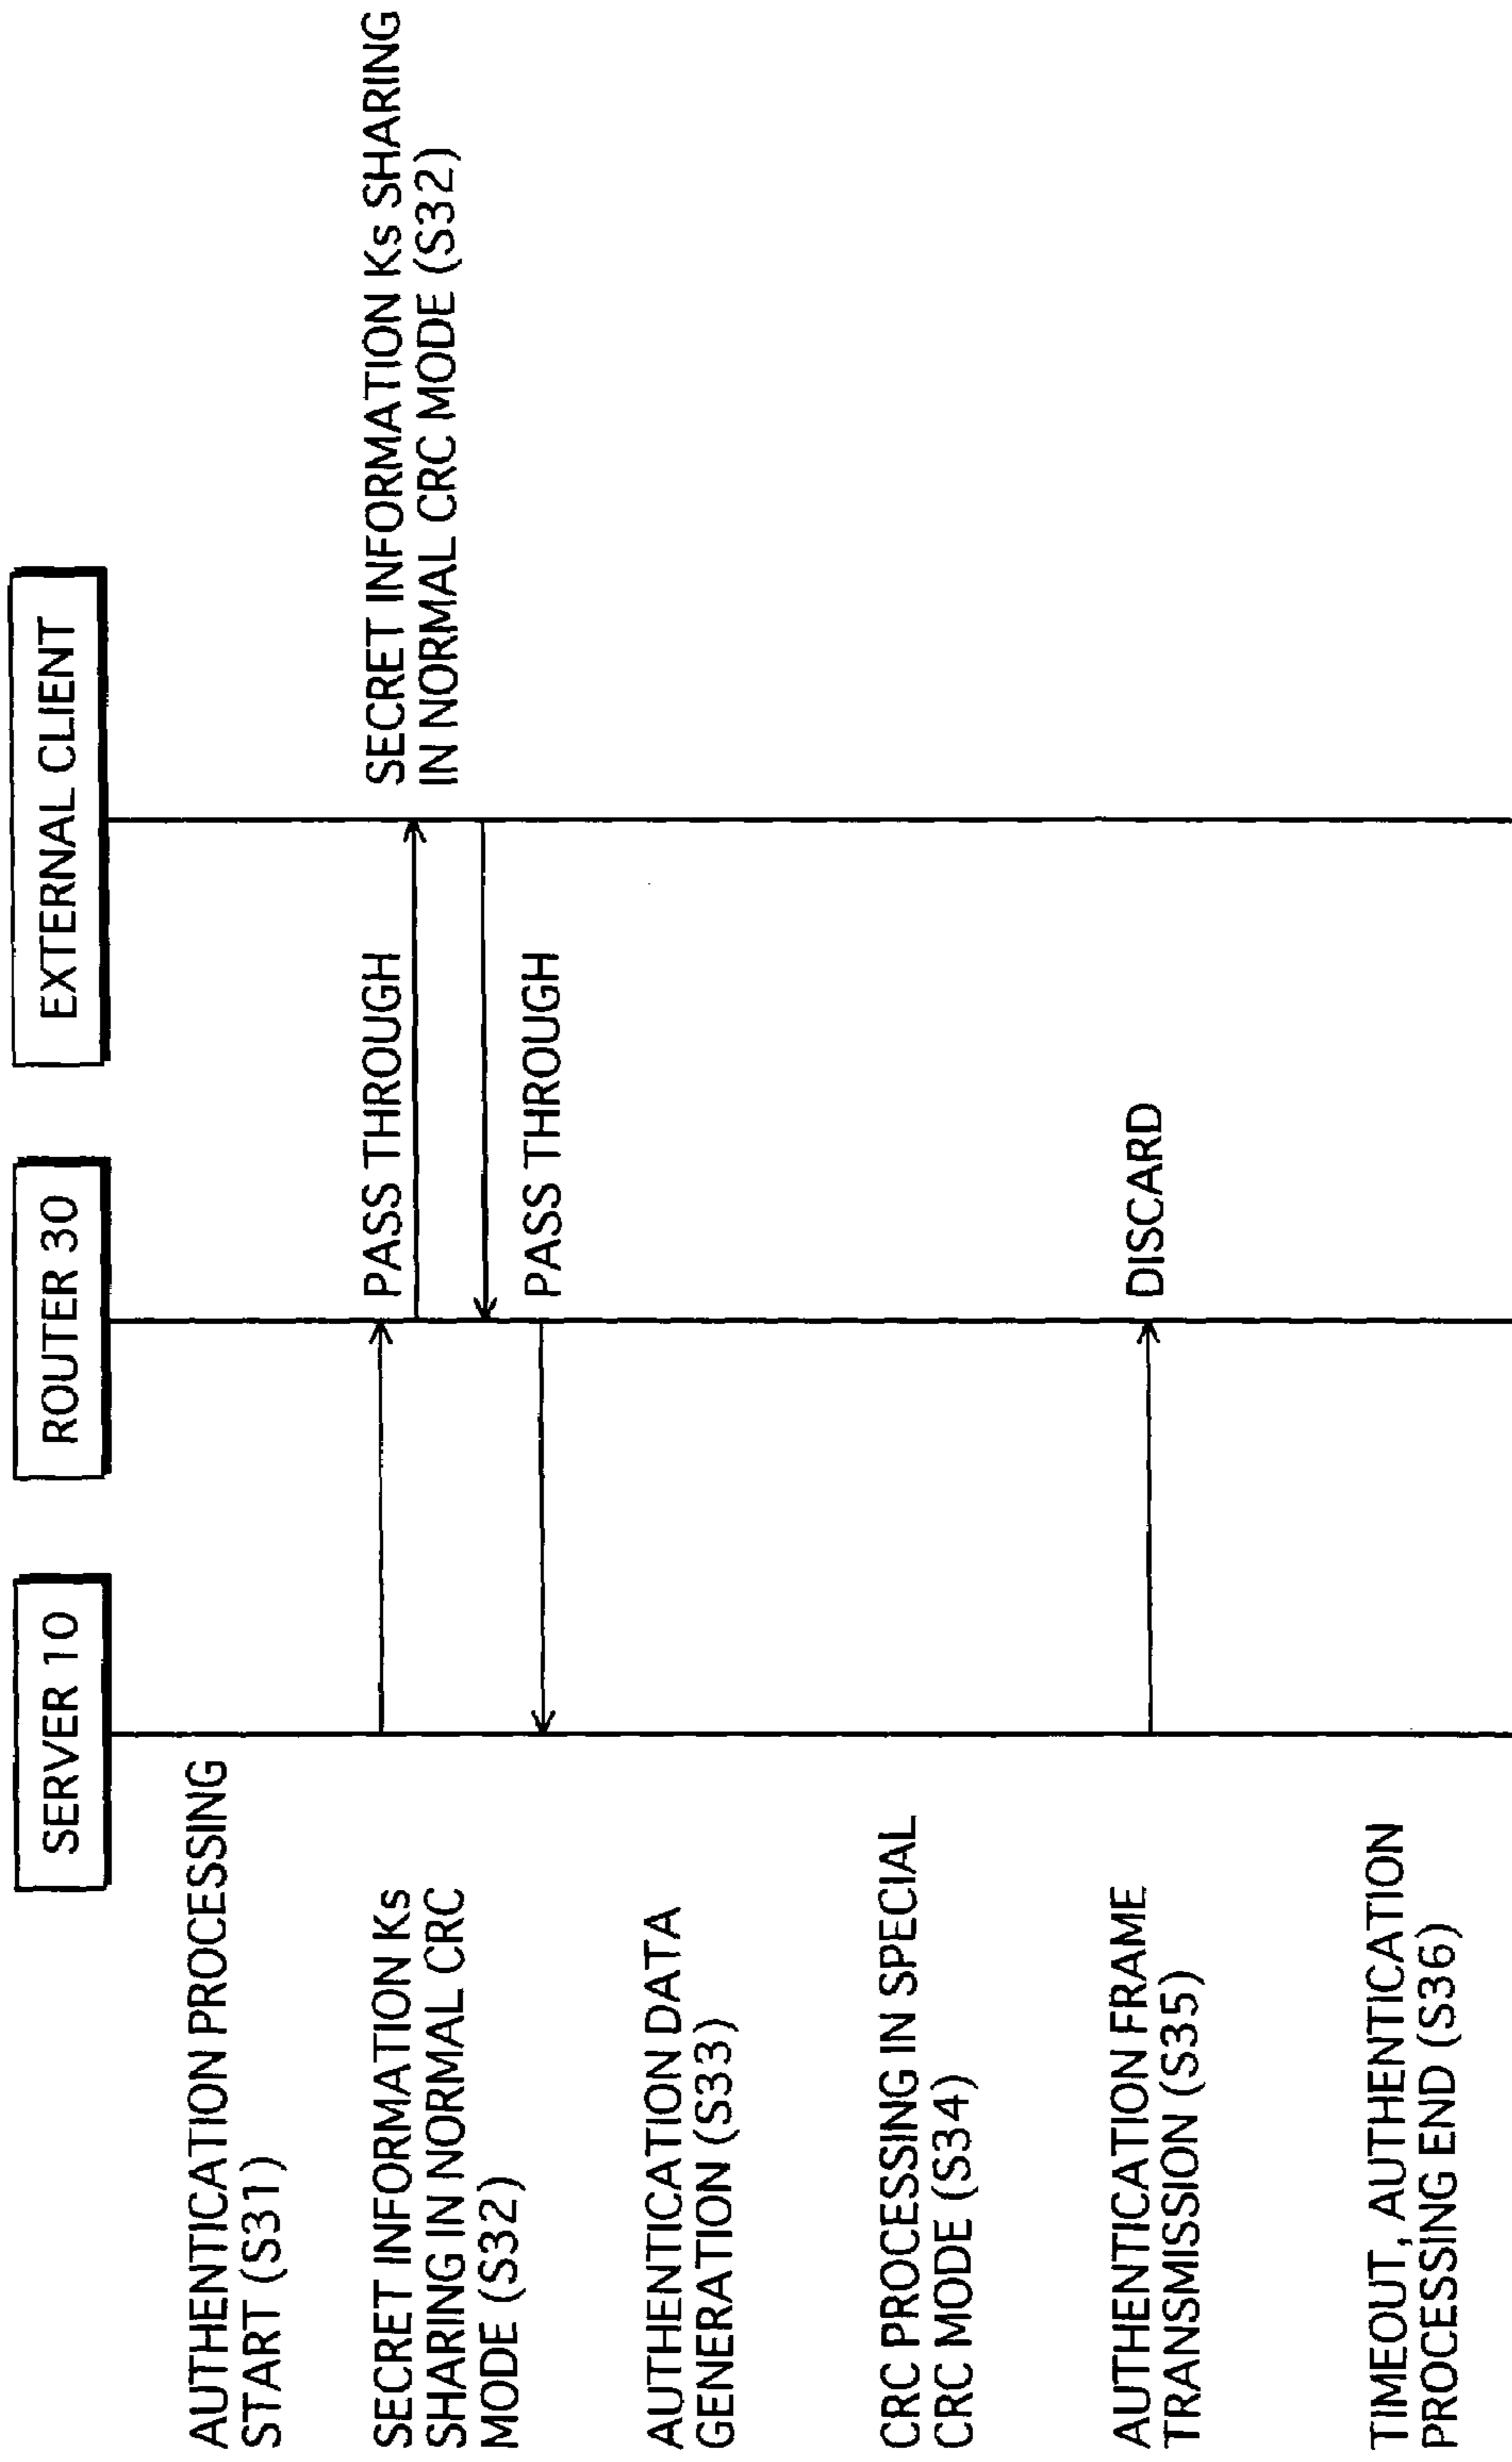 SERVER 10
ROUTER 30
EXTERNAL CLIENT
AUTHENTICATION PROCESSING
START (S31)
SECRET INFORMATION Ks
SHARING IN NORMAL CRC
MODE (S32)
PASS THROUGH
SECRET INFORMATION Ks SHARING
IN NORMAL CRC MODE (S32)
PASS THROUGH
AUTHENTICATION DATA
GENERATION (S33)
CRC PROCESSING IN SPECIAL
CRC MODE (S34)
AUTHENTICATION FRAME
TRANSMISSION (S35)
DISCARD
TIMEOUT, AUTHENTICATION
PROCESSING END (S36)